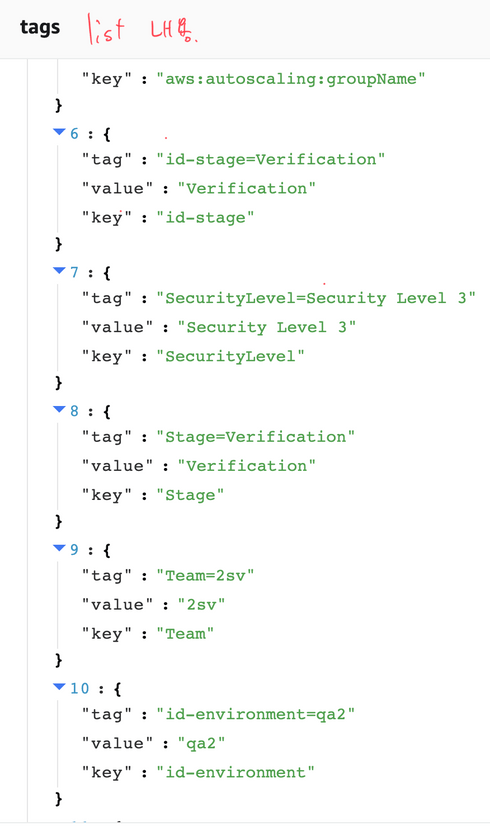 tags list 내용.
"key" : "aws:autoscaling:groupName"
}
6 : {
"tag" : "id-stage=Verification"
"value" : "Verification"
"key" : "id-stage"
}
7 : {
"tag" : "SecurityLevel=Security Level 3"
"value" : "Security Level 3"
"key" : "SecurityLevel"
}
8 : {
"tag" : "Stage=Verification"
"value" : "Verification"
"key" : "Stage"
}
9 : {
"tag" : "Team=2sv"
"value" : "2sv"
"key" : "Team"
}
10 : {
"tag" : "id-environment=qa2"
"value" : "qa2"
"key" : "id-environment"
}